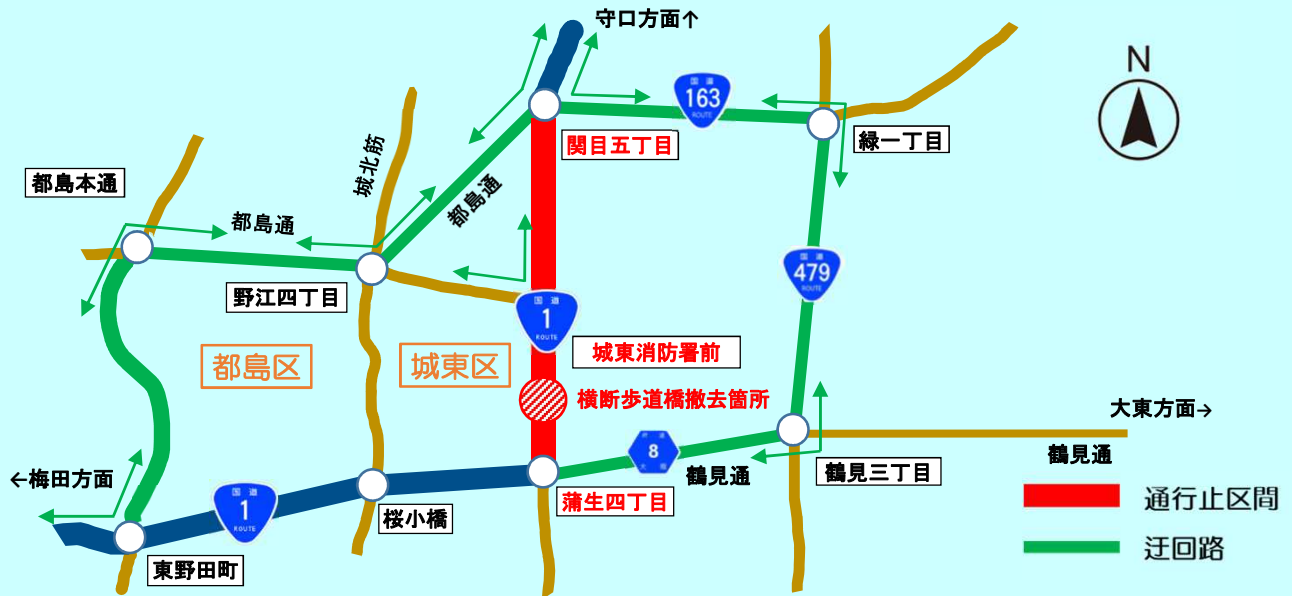 守口方面↑
N
国道
163
ROUTE
関目五丁目
緑一丁目
城北筋
都島本通
都島通
都島通
野江四丁目
国道
479
ROUTE
国道
1
ROUTE
城東消防署前
都島区
城東区
横断歩道橋撤去箇所
大東方面→
8
鶴見通
鶴見通
鶴見三丁目
←梅田方面
国道
1
ROUTE
桜小橋
蒲生四丁目
東野田町
通行止区間
迂回路